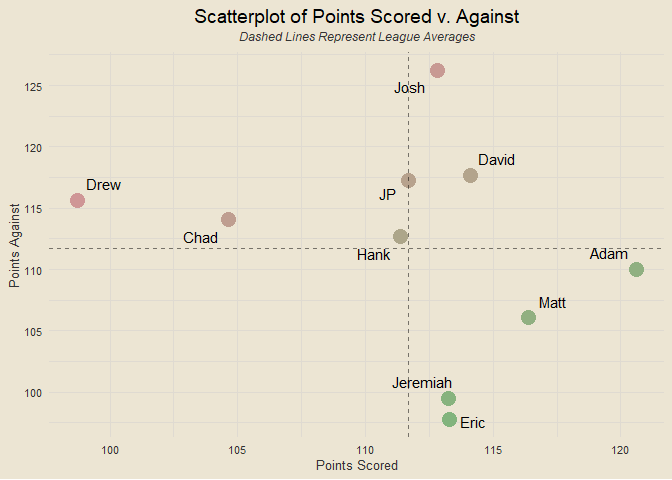 Scatterplot of Points Scored v. Against
Dashed Lines Represent League Averages
125
Josh
120
David
Drew
JP
115
Chad
Hank
Adam
110
Matt
105
Jeremiah
100
Eric
100 105 110 115 120
Points Scored
Points Against